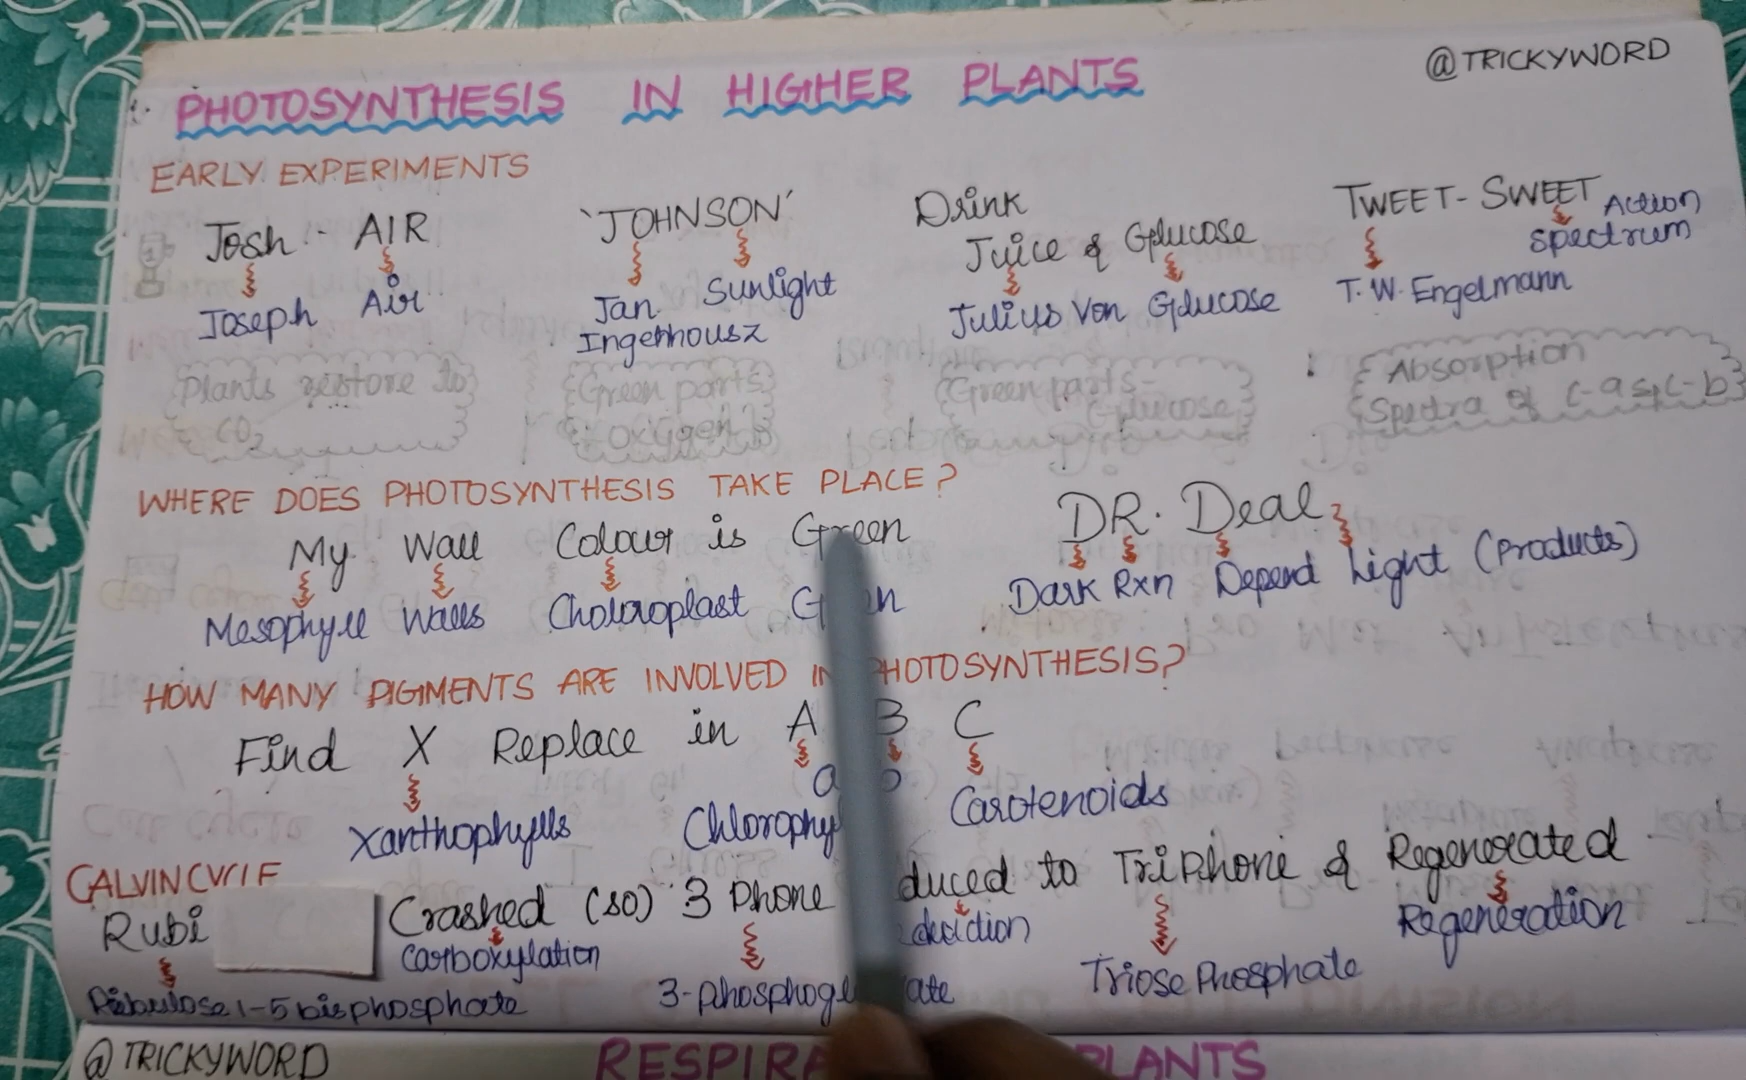 @TRICKYWORD
PHOTOSYNTHESIS IN HIGHER PLANTS
EARLY EXPERIMENTS
Josh - AIR
'JOHNSON'
Drink
Juice & Glucose
TWEET - SWEET
Joseph Air
Jan Sunlight
Ingenhousz
Julius Von Glucose
T.W. Engelmann
Action
Spectrum
Plants restore to
CO2
Green parts
oxygen
Green parts-
Glucose
Absorption
Spectra of c-a & c-b
WHERE DOES PHOTOSYNTHESIS TAKE PLACE?
My Wall Colour is Green
DR. Deal
Mesophyll Walls Choloroplast
Dark Rxn Depend Light (Products)
HOW MANY PIGMENTS ARE INVOLVED PHOTOSYNTHESIS?
Find X Replace in A B C
a b
Xanthophylls
Carotenoids
CALVIN
Rubi Crashed (so) 3 Phone duced to TriPhone & Regenerated
Carboxylation
Regeneration
Ribulose 1-5 bisphosphate
Triose Phosphate
@TRICKYWORD
PLANTS